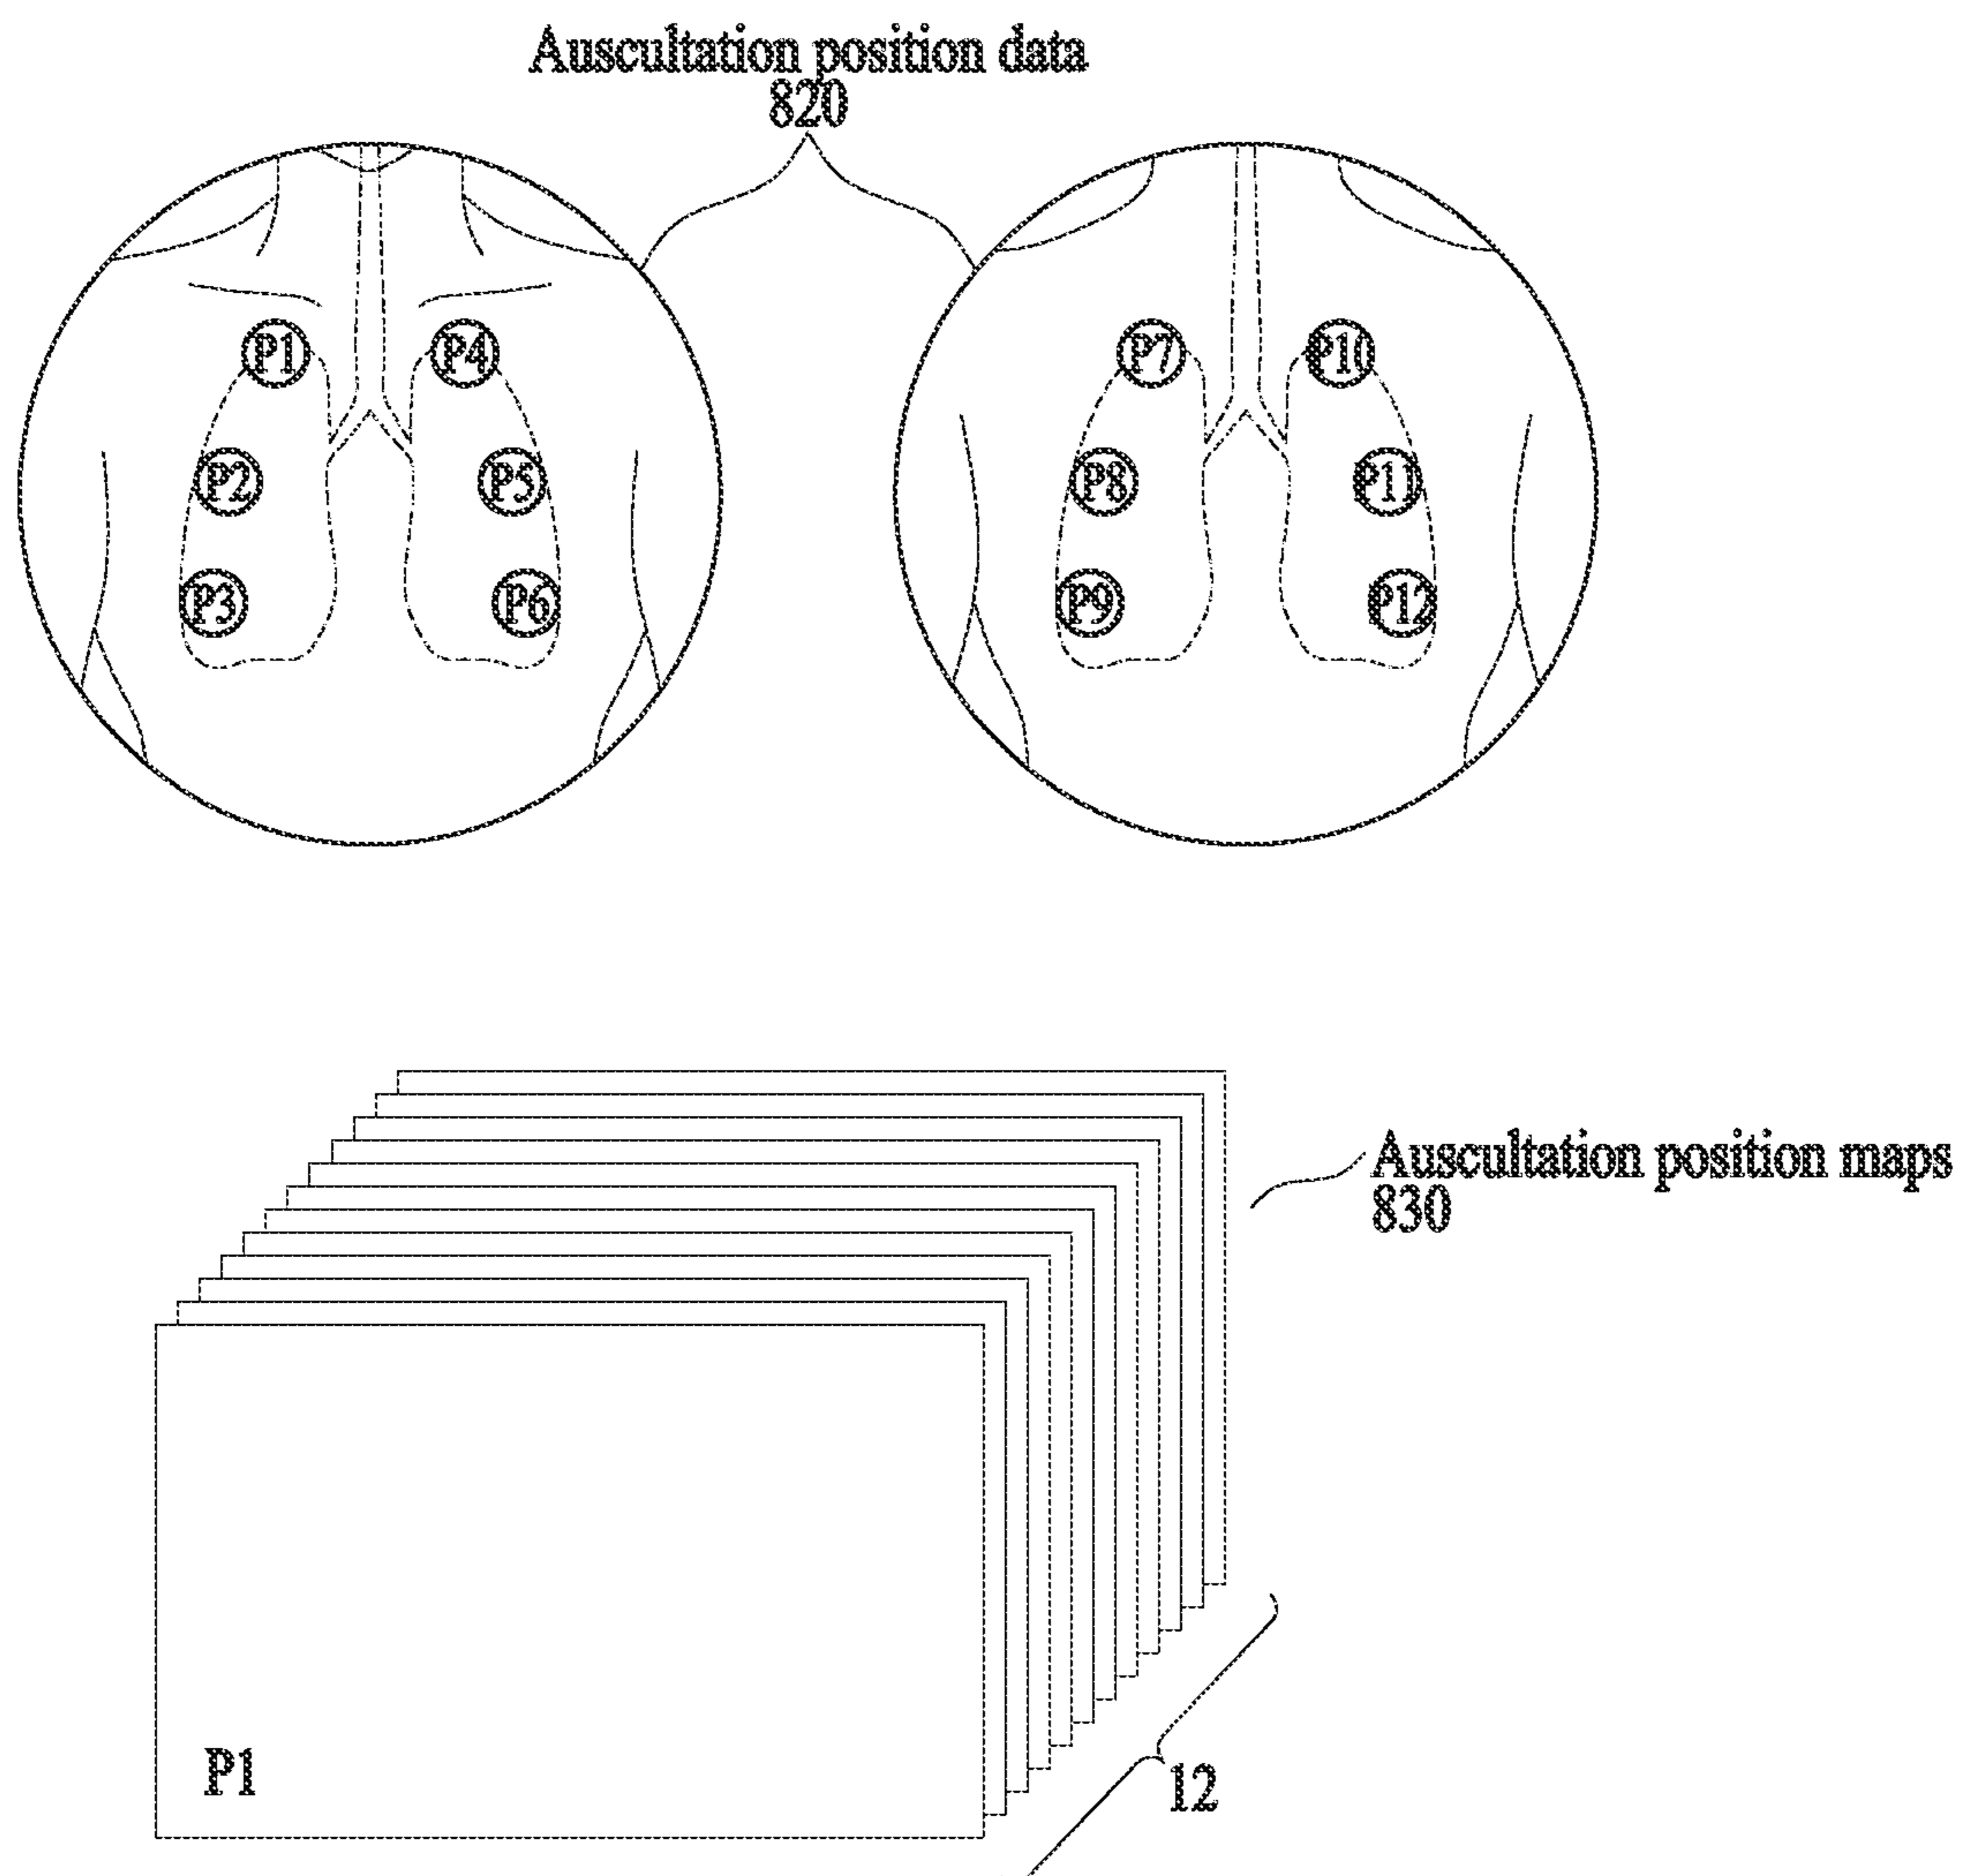 Auscultation position data
820
P1 P4 P7 P10
P2 P5 P8 P11
P3 P6 P9 P12
Auscultation position maps
830
P1
12